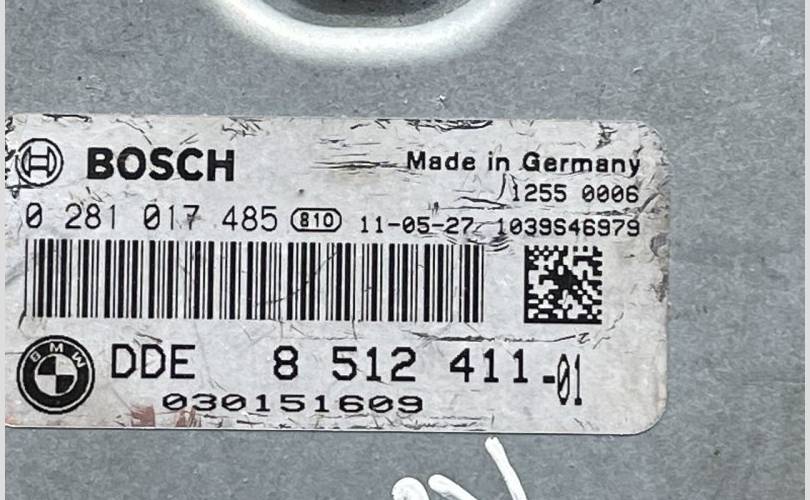 BOSCH Made in Germany
1255 0006
0 281 017 485 810 11-05-27 1039S46979
BMW DDE 8 512 411-01
030151609